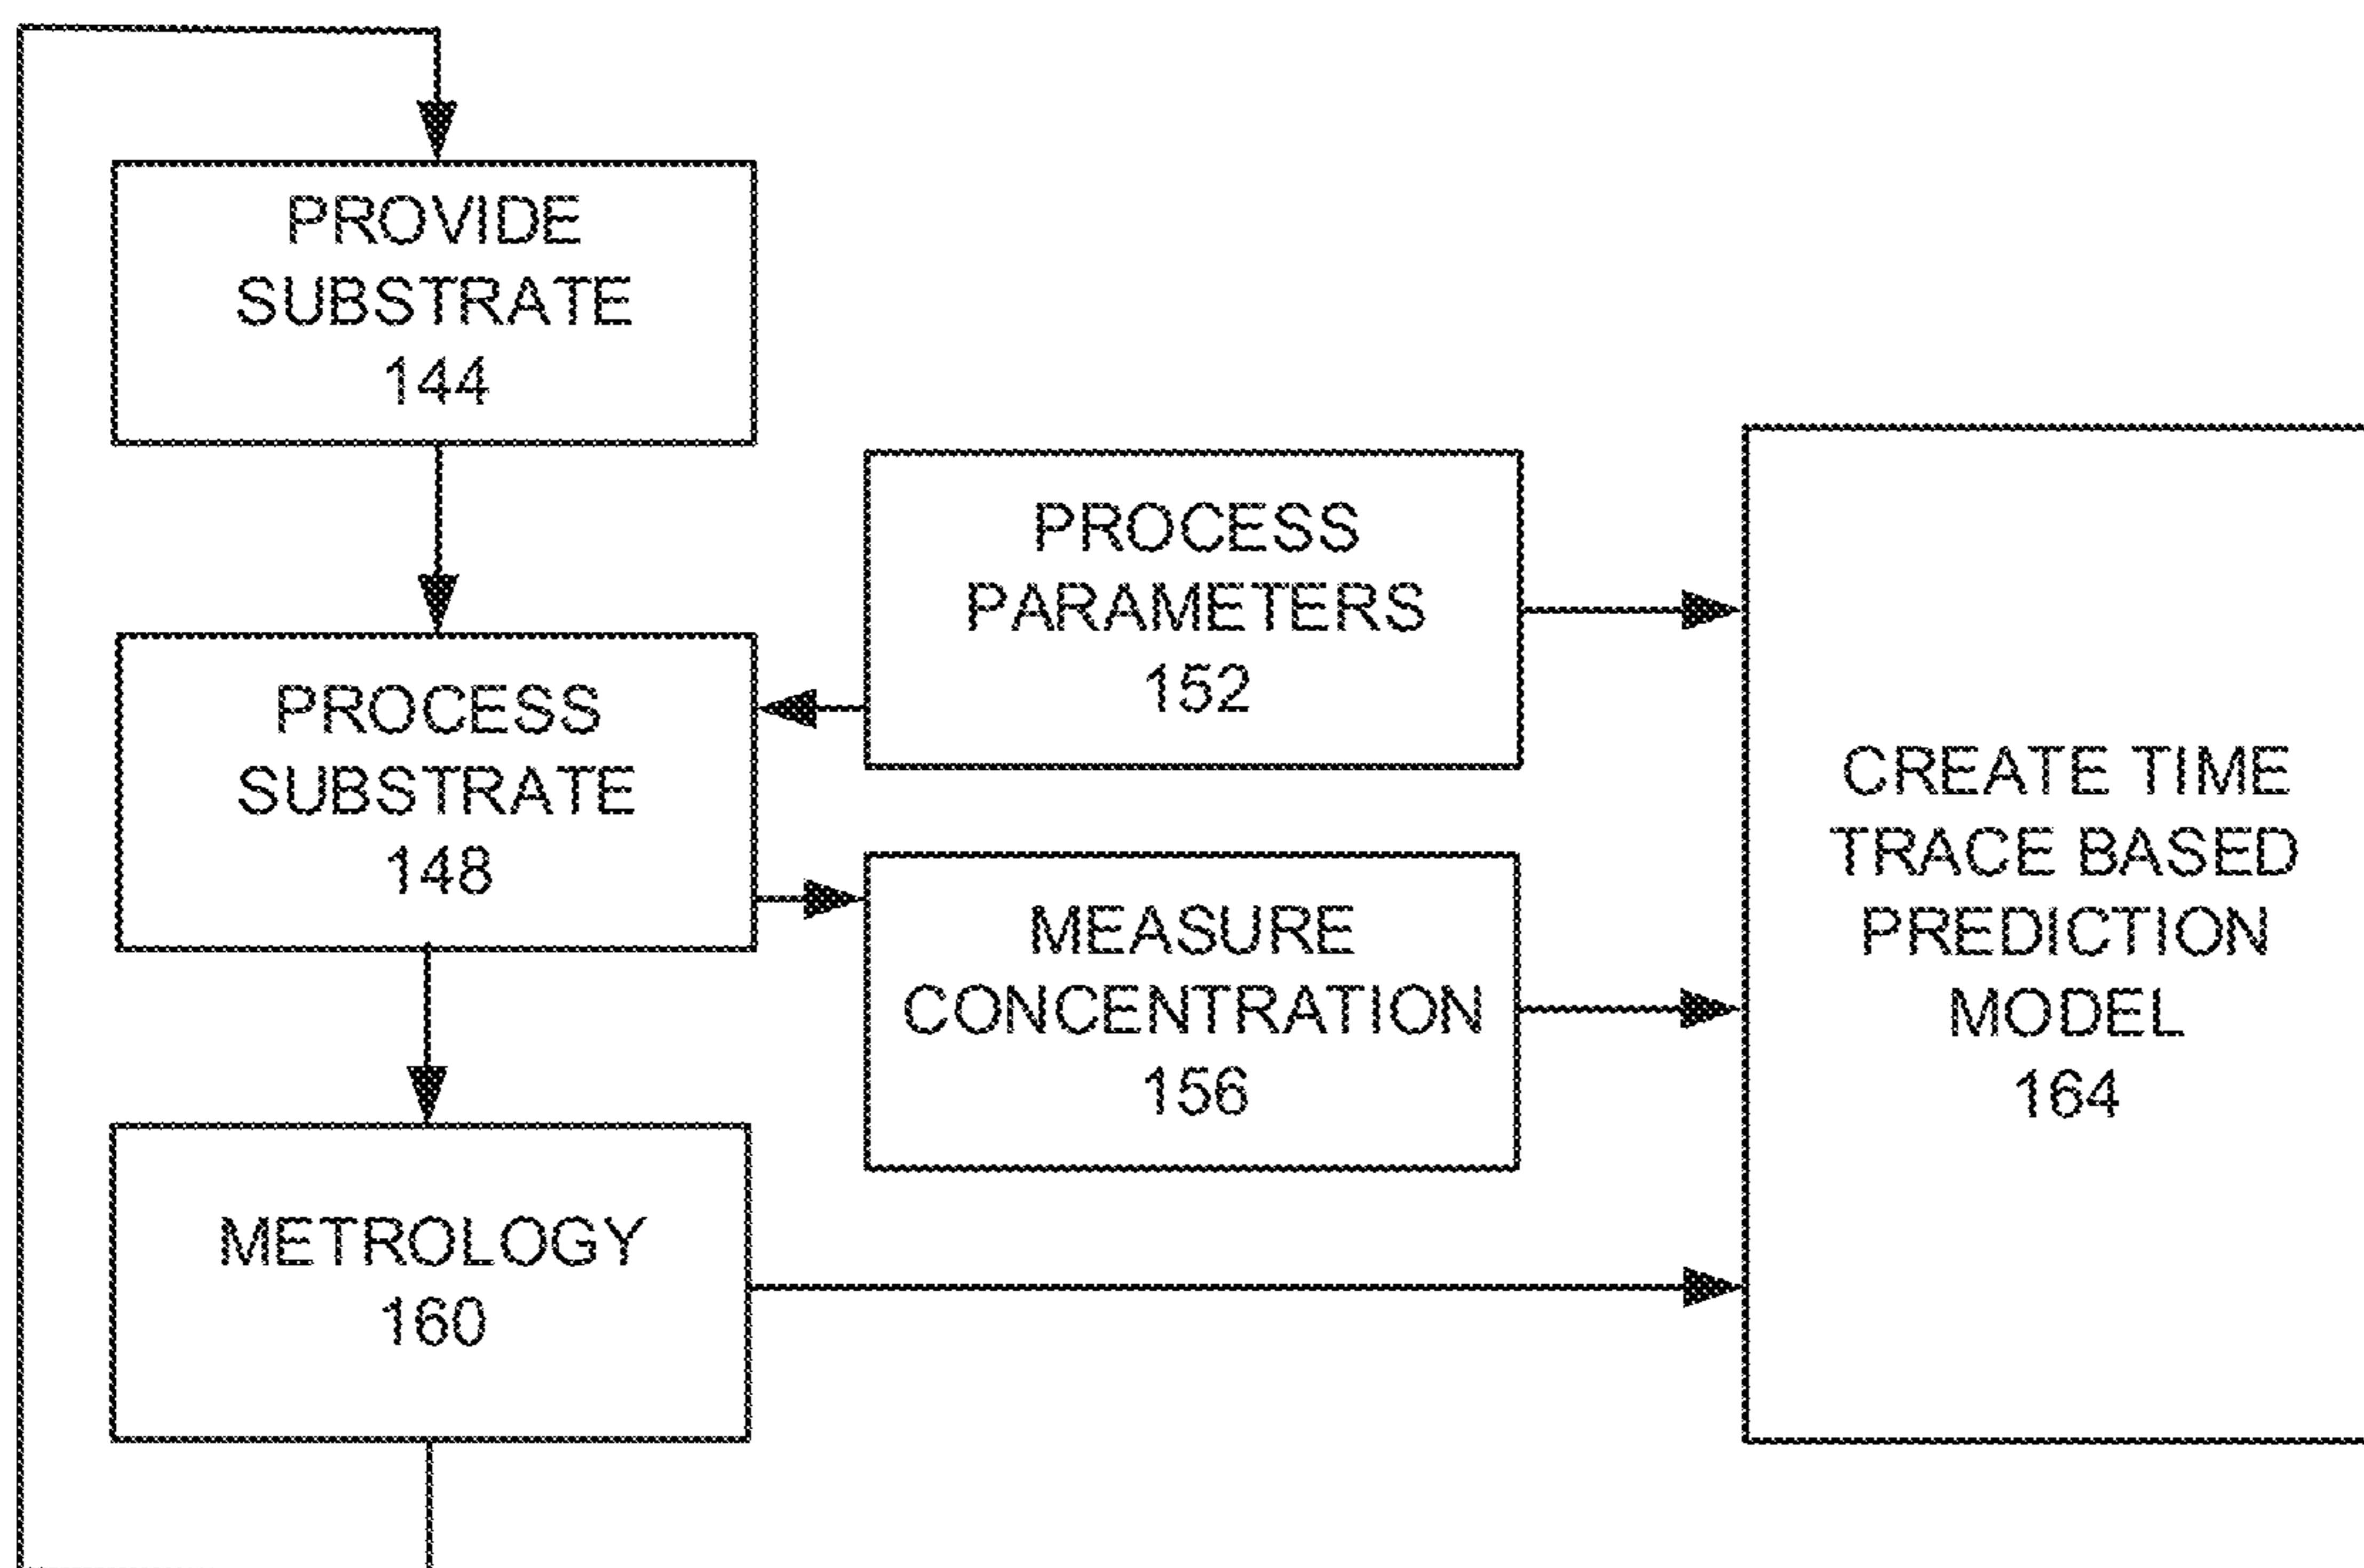 PROVIDE
SUBSTRATE
144
PROCESS
PARAMETERS
152
PROCESS
SUBSTRATE
148
MEASURE
CONCENTRATION
156
METROLOGY
160
CREATE TIME
TRACE BASED
PREDICTION
MODEL
164